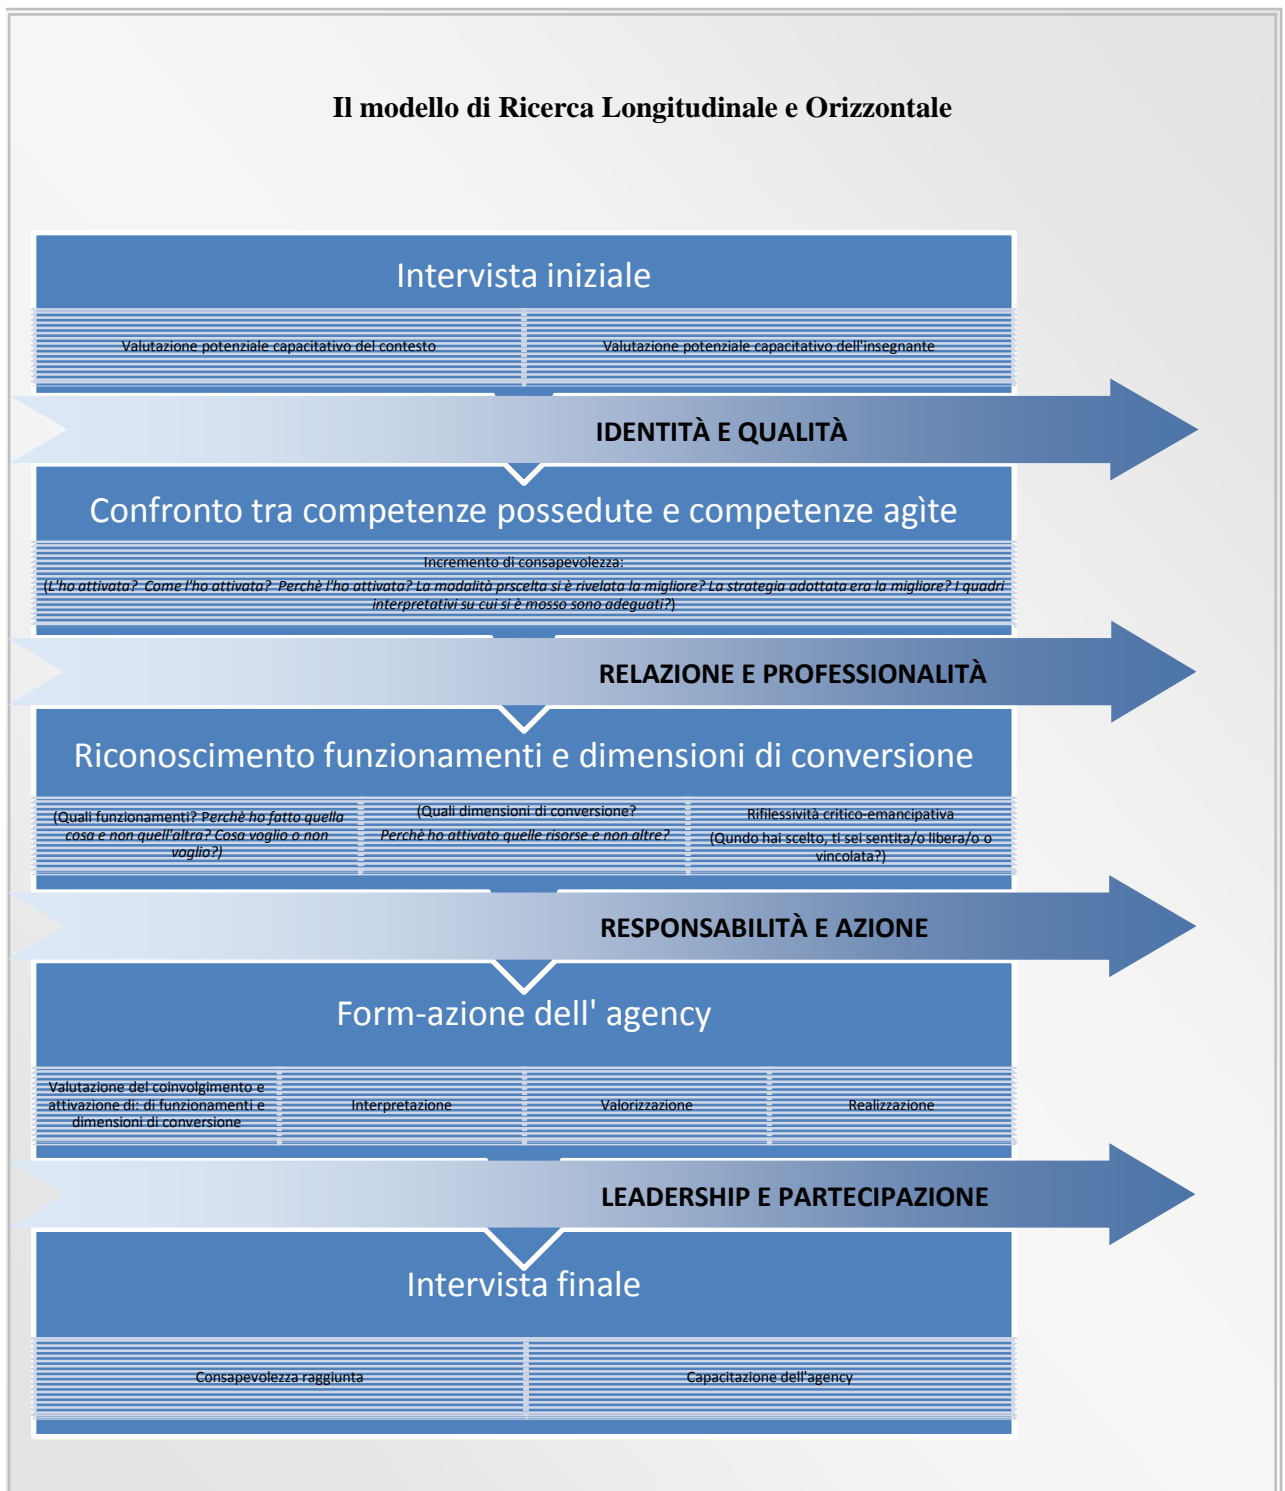 Il modello di Ricerca Longitudinale e Orizzontale
Intervista iniziale
Valutazione potenziale capacitativo del contesto
Valutazione potenziale capacitativo dell'insegnante
IDENTITÀ E QUALITÀ
Confronto tra competenze possedute e competenze agìte
Incremento di consapevolezza:
(L'ho attivata? Come l'ho attivata? Perchè l'ho attivata? La modalità prscelta si è rivelata la migliore? La strategia adottata era la migliore? I quadri
interpretativi su cui si è mosso sono adeguati?)
RELAZIONE E PROFESSIONALITÀ
Riconoscimento funzionamenti e dimensioni di conversione
(Quali funzionamenti? Perchè ho fatto quella
cosa e non quell'altra? Cosa voglio o non
voglio?)
(Quali dimensioni di conversione?
Perchè ho attivato quelle risorse e non altre?
Rifilessività critico-emancipativa
(Qundo hai scelto, ti sei sentita/o libera/o o
vincolata?)
RESPONSABILITÀ E AZIONE
Form-azione dell' agency
Valutazione del coinvolgimento e
attivazione di: di funzionamenti e
dimensioni di conversione
Interpretazione
Valorizzazione
Realizzazione
LEADERSHIP E PARTECIPAZIONE
Intervista finale
Consapevolezza raggiunta
Capacitazione dell'agency